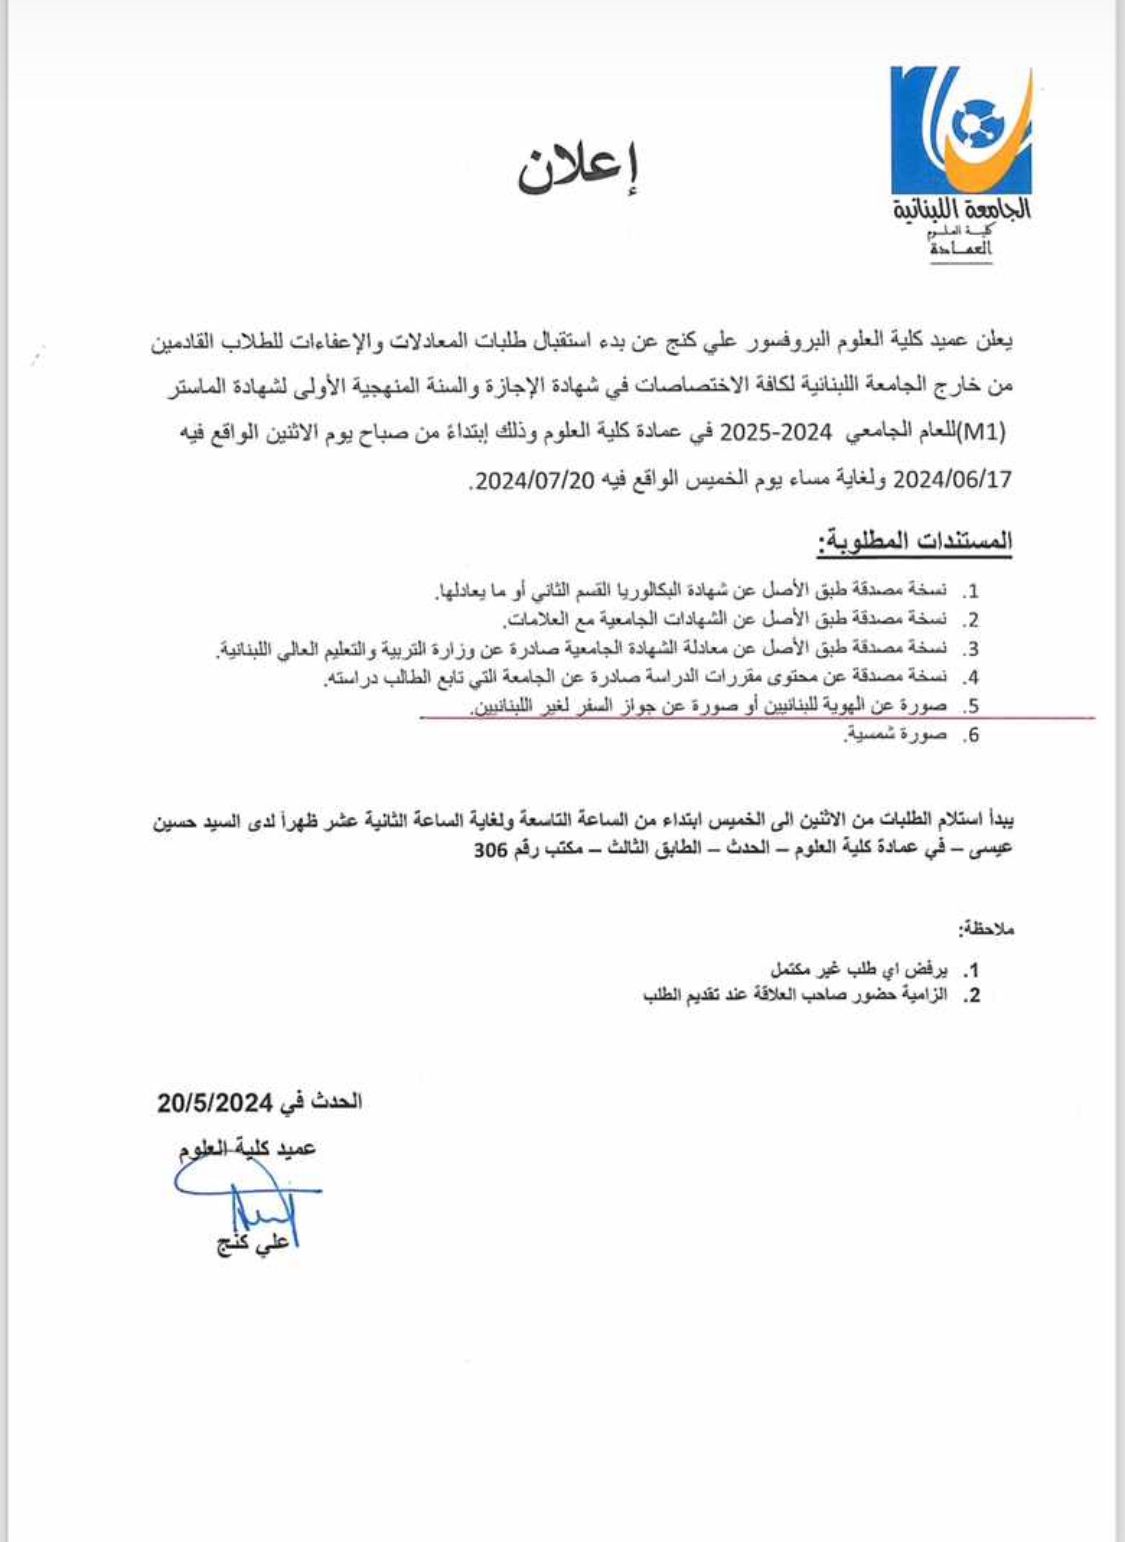 الجامعة اللبنانية
كلية العلوم
العمادة
إعلان
يعلن عميد كلية العلوم البروفسور علي كنج عن بدء استقبال طلبات المعادلات والإعفاءات للطلاب القادمين
من خارج الجامعة اللبنانية لكافة الاختصاصات في شهادة الإجازة والسنة المنهجية الأولى لشهادة الماستر
(M1)للعام الجامعي 2024-2025 في عمادة كلية العلوم وذلك إبتداءً من صباح يوم الاثنين الواقع فيه
2024/06/17 ولغاية مساء يوم الخميس الواقع فيه 2024/07/20.
المستندات المطلوبة:
1. نسخة مصدقة طبق الأصل عن شهادة البكالوريا القسم الثاني أو ما يعادلها.
2. نسخة مصدقة طبق الأصل عن الشهادات الجامعية مع العلامات.
3. نسخة مصدقة طبق الأصل عن معادلة الشهادة الجامعية صادرة عن وزارة التربية والتعليم العالي اللبنانية.
4. نسخة مصدقة عن محتوى مقررات الدراسة صادرة عن الجامعة التي تابع الطالب دراسته.
5. صورة عن الهوية للبنانيين أو صورة عن جواز السفر لغير اللبنانيين.
6. صورة شمسية.
يبدأ استلام الطلبات من الاثنين الى الخميس ابتداء من الساعة التاسعة ولغاية الساعة الثانية عشر ظهراً لدى السيد حسين
عيسى – في عمادة كلية العلوم – الحدث – الطابق الثالث – مكتب رقم 306
ملاحظة:
1. يرفض اي طلب غير مكتمل
2. الزامية حضور صاحب العلاقة عند تقديم الطلب
الحدث في 20/5/2024
عميد كلية العلوم
علي كنج